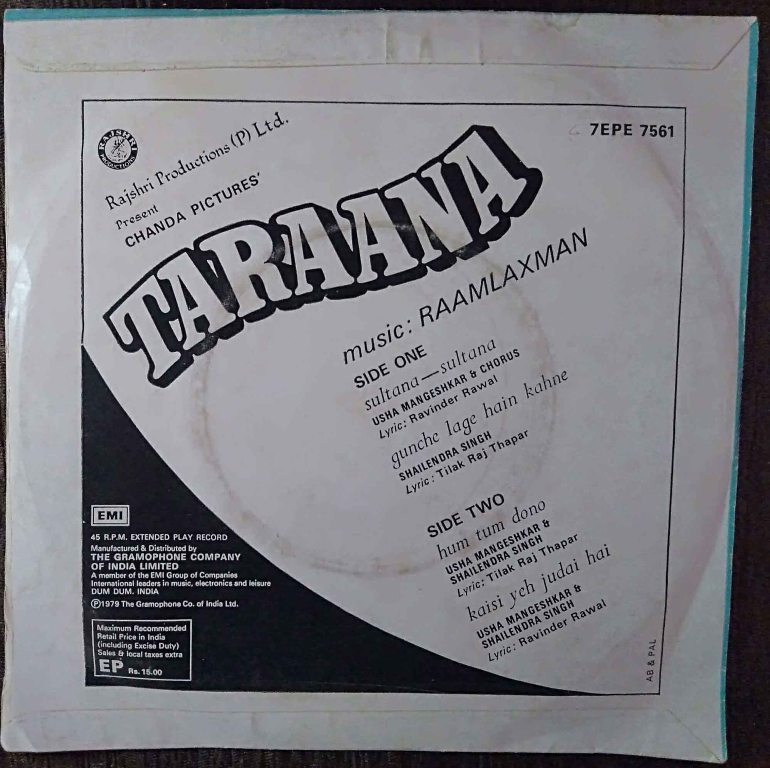 RAJSHRI
PRODUCTIONS
Rajshri Productions (P) Ltd.
Present
CHANDA PICTURES'
7EPE 7561
TARAANA
music: RAAMLAXMAN
SIDE ONE
sultana—sultana
USHA MANGESHKAR & CHORUS
Lyric: Ravinder Rawal
gunche lage hain kahne
SHAILENDRA SINGH
Lyric: Tilak Raj Thapar
SIDE TWO
hum tum dono
USHA MANGESHKAR &
SHAILENDRA SINGH
Lyric: Tilak Raj Thapar
kaisi yeh judai hai
USHA MANGESHKAR &
SHAILENDRA SINGH
Lyric: Ravinder Rawal
EMI
45 R.P.M. EXTENDED PLAY RECORD
Manufactured & Distributed by
THE GRAMOPHONE COMPANY
OF INDIA LIMITED
A member of the EMI Group of Companies
International leaders in music, electronics and leisure
DUM DUM. INDIA
Ⓟ1979 The Gramophone Co. of India Ltd.
Maximum Recommended
Retail Price in India
(including Excise Duty)
Sales & local taxes extra
EP Rs. 15.00
AB & PAL